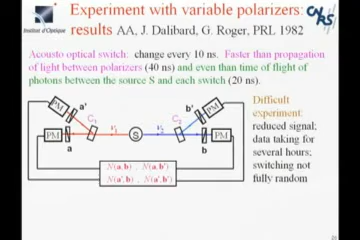 Experiment with variable polarizers:
results AA, J. Dalibard, G. Roger, PRL 1982
Institut d'Optique
CNRS
Acousto optical switch: change every 10 ns. Faster than propagation
of light between polarizers (40 ns) and even than time of flight of
photons between the source S and each switch (20 ns).
PM
a'
C1
b'
C2
PM
PM
a
ν1
S
ν2
b
PM
N(a,b) , N(a,b')
N(a',b) , N(a',b')
Difficult
experiment:
reduced signal;
data taking for
several hours;
switching not
fully random